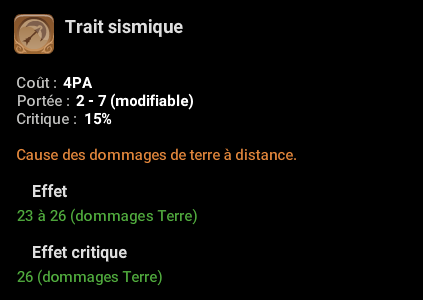 Trait sismique
Coût : 4PA
Portée : 2 - 7 (modifiable)
Critique : 15%
Cause des dommages de terre à distance.
Effet
23 à 26 (dommages Terre)
Effet critique
26 (dommages Terre)